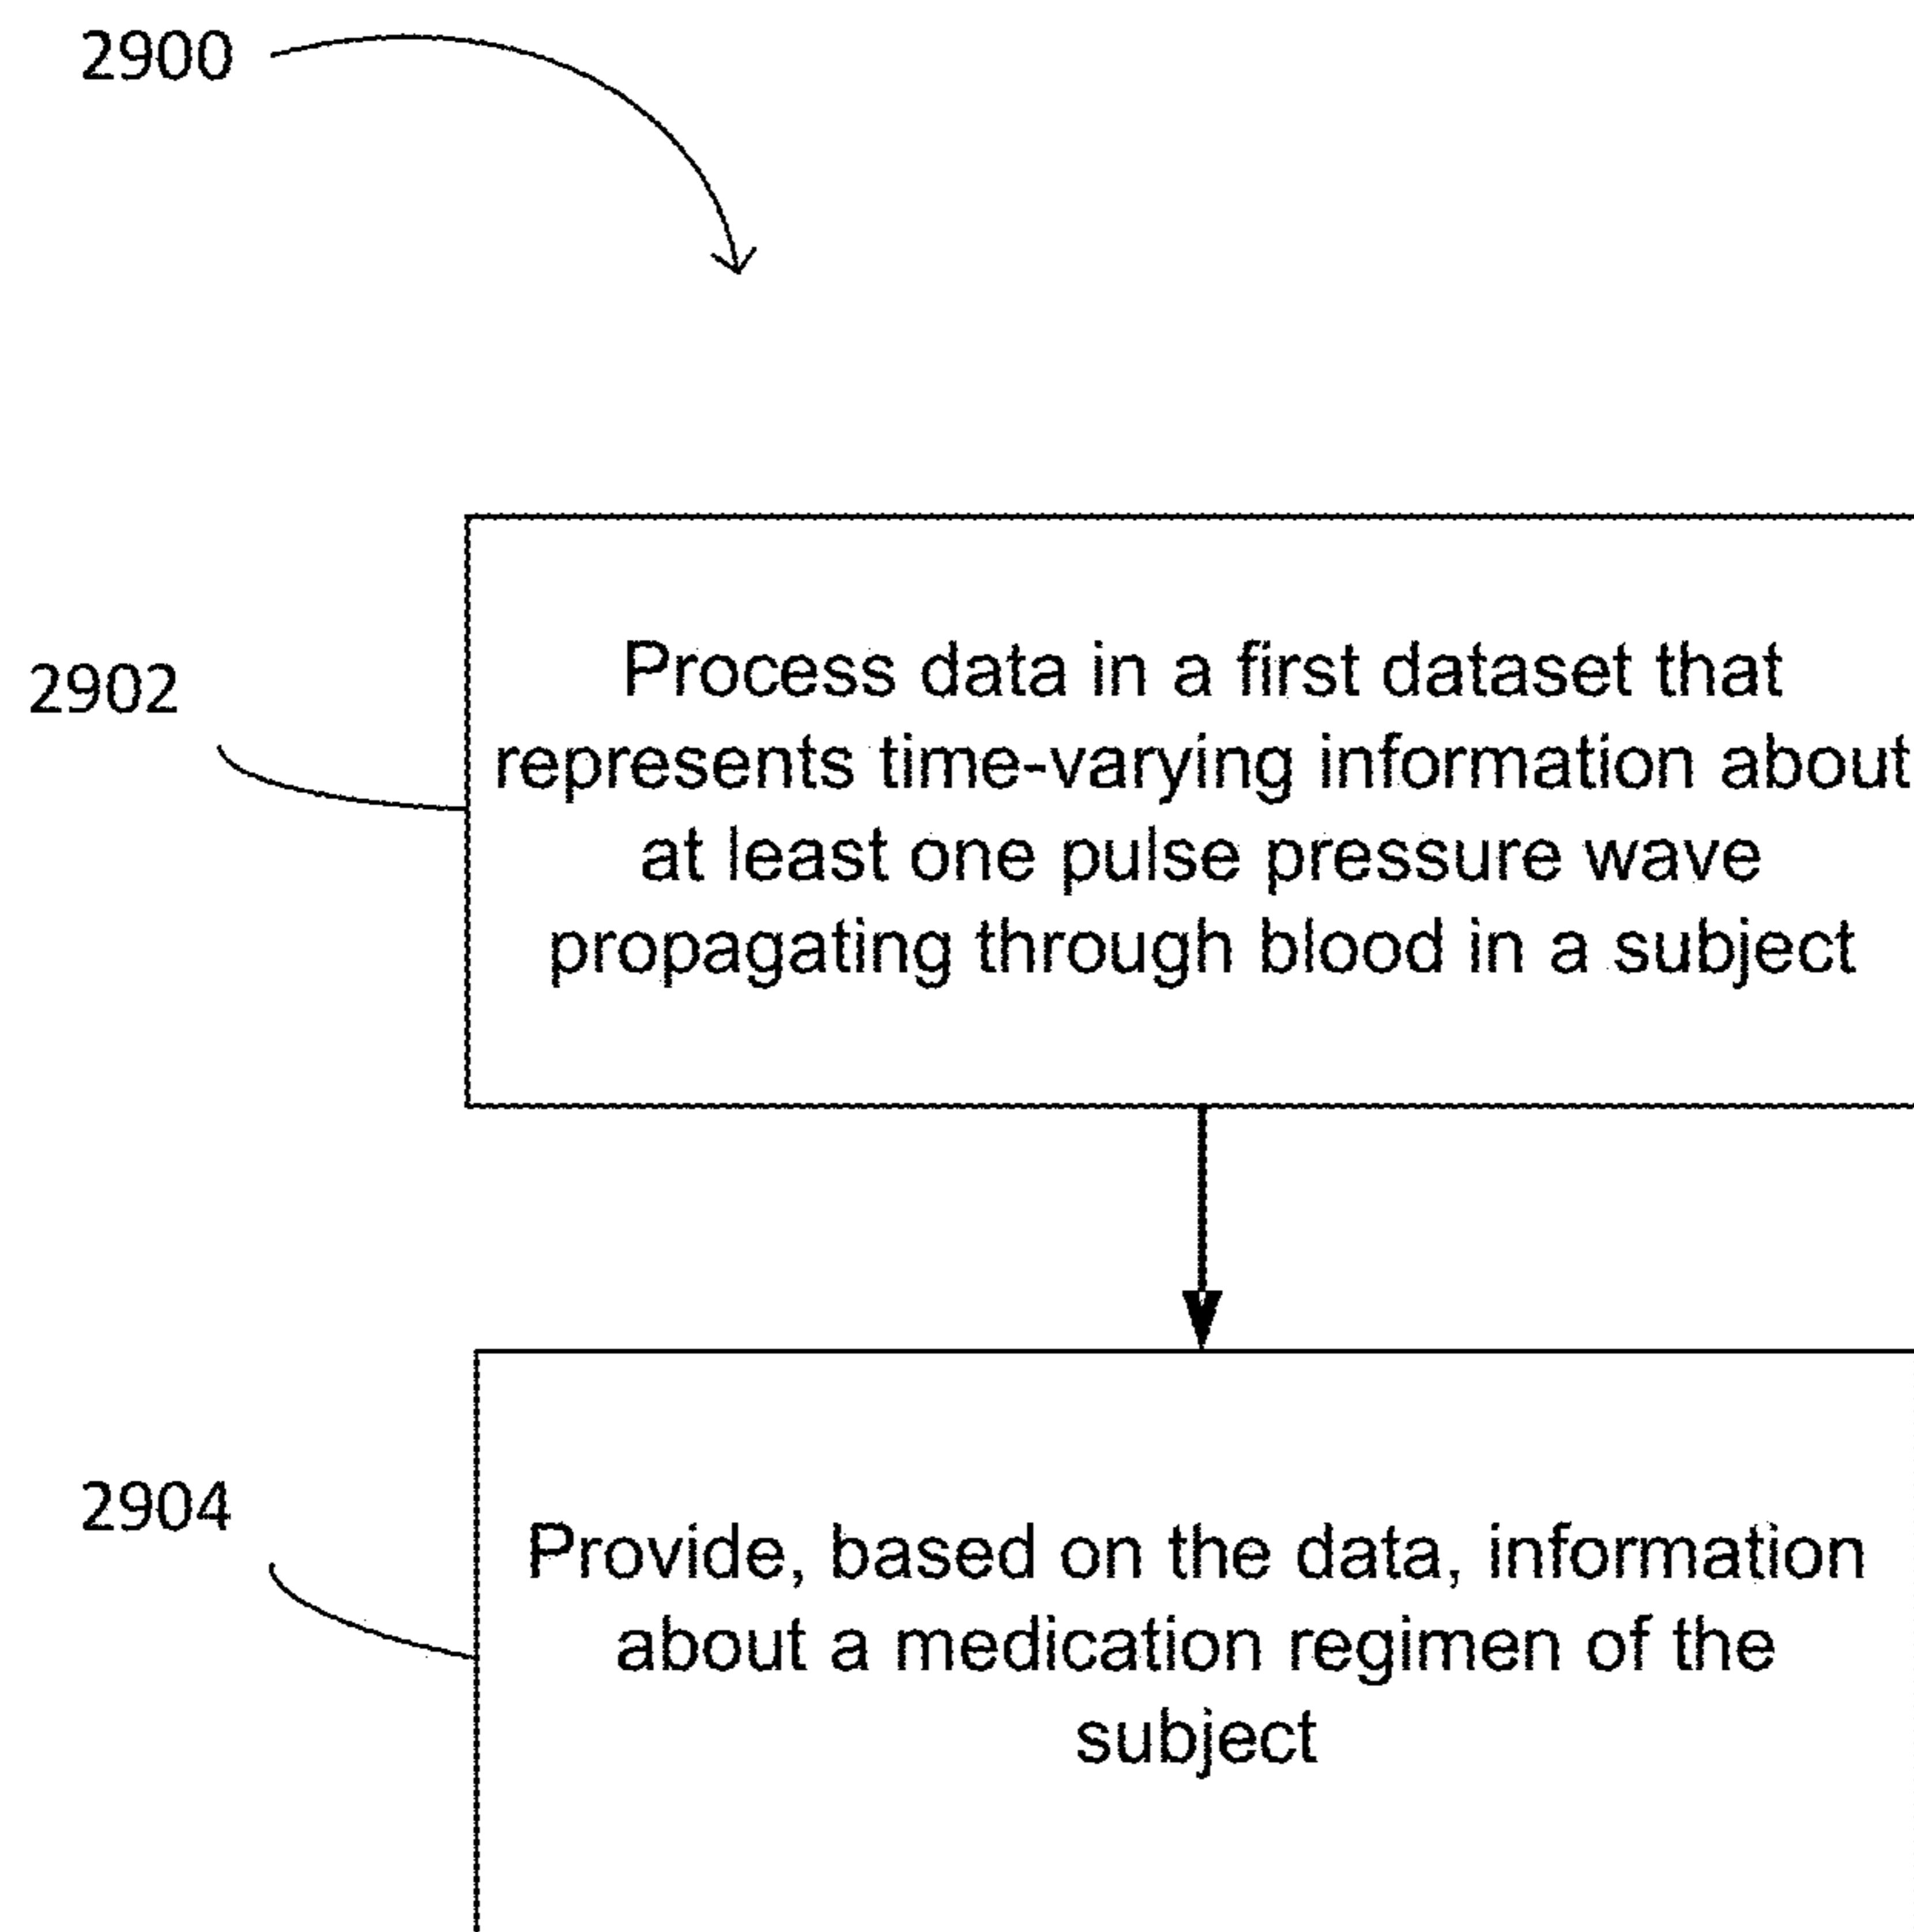 2900
2902
Process data in a first dataset that
represents time-varying information about
at least one pulse pressure wave
propagating through blood in a subject
2904
Provide, based on the data, information
about a medication regimen of the
subject